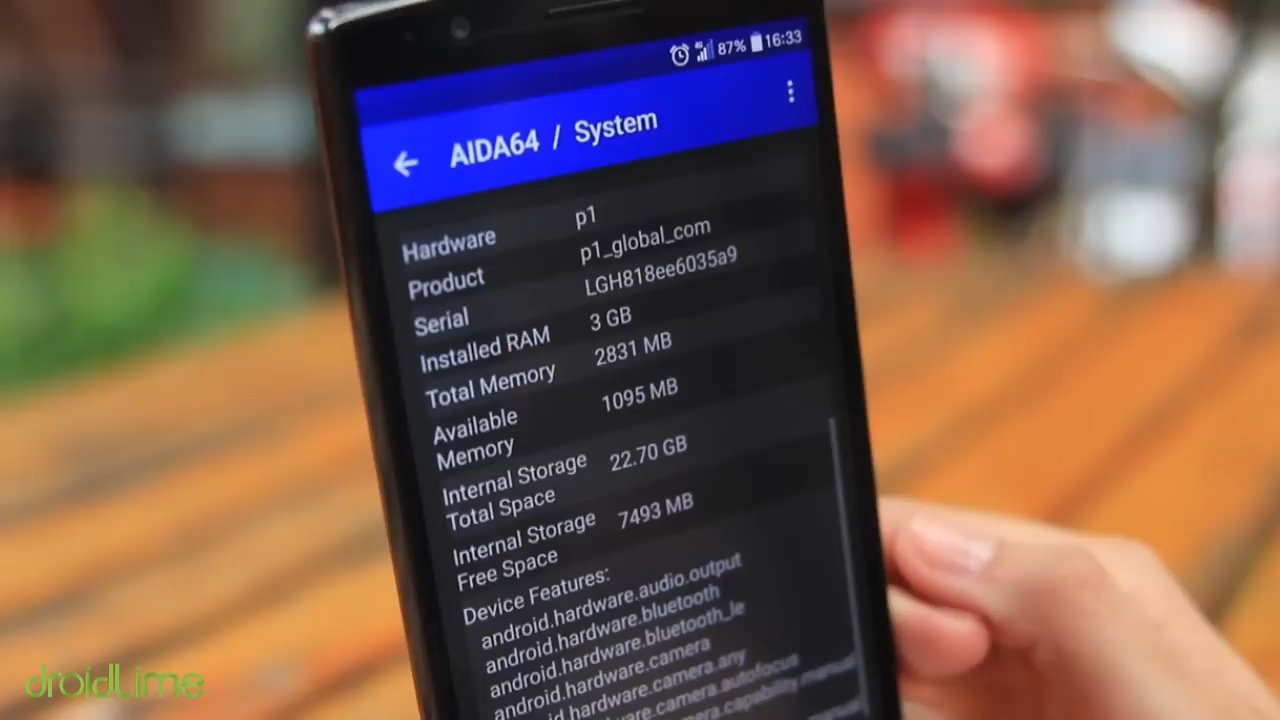 87% 16:33
AIDA64 / System
Hardware p1
Product p1_global_com
Serial LGH818ee6035a9
Installed RAM 3 GB
Total Memory 2831 MB
Available
Memory 1095 MB
Internal Storage
Total Space 22.70 GB
Internal Storage
Free Space 7493 MB
Device Features:
android.hardware.audio.output
android.hardware.bluetooth
android.hardware.bluetooth_le
android.hardware.camera
android.hardware.camera.any
droidLime